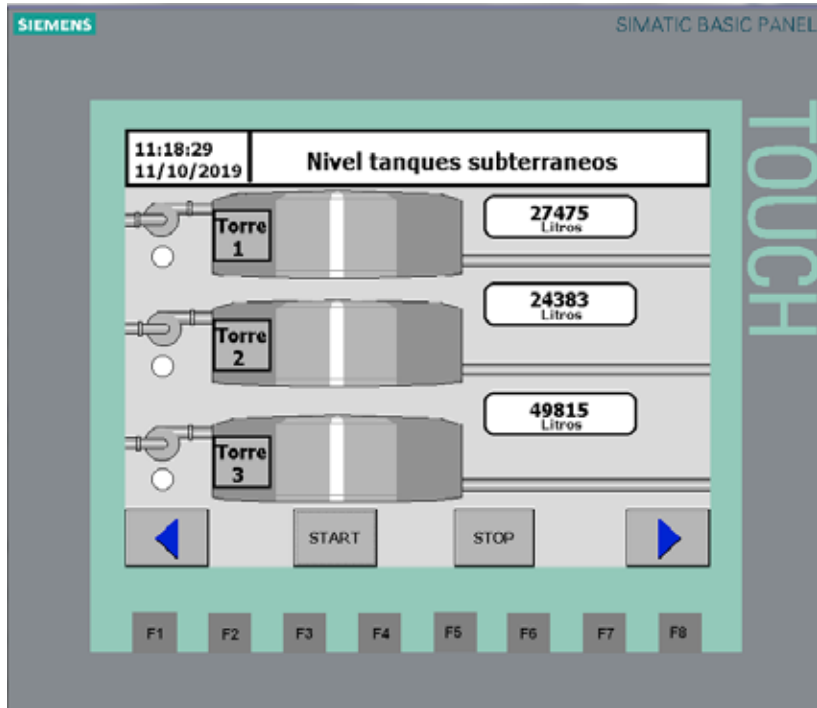 SIEMENS
SIMATIC BASIC PANEL
TOUCH
11:18:29
11/10/2019
Nivel tanques subterraneos
Torre
1
27475
Litros
Torre
2
24383
Litros
Torre
3
49815
Litros
START
STOP
F1 F2 F3 F4 F5 F6 F7 F8